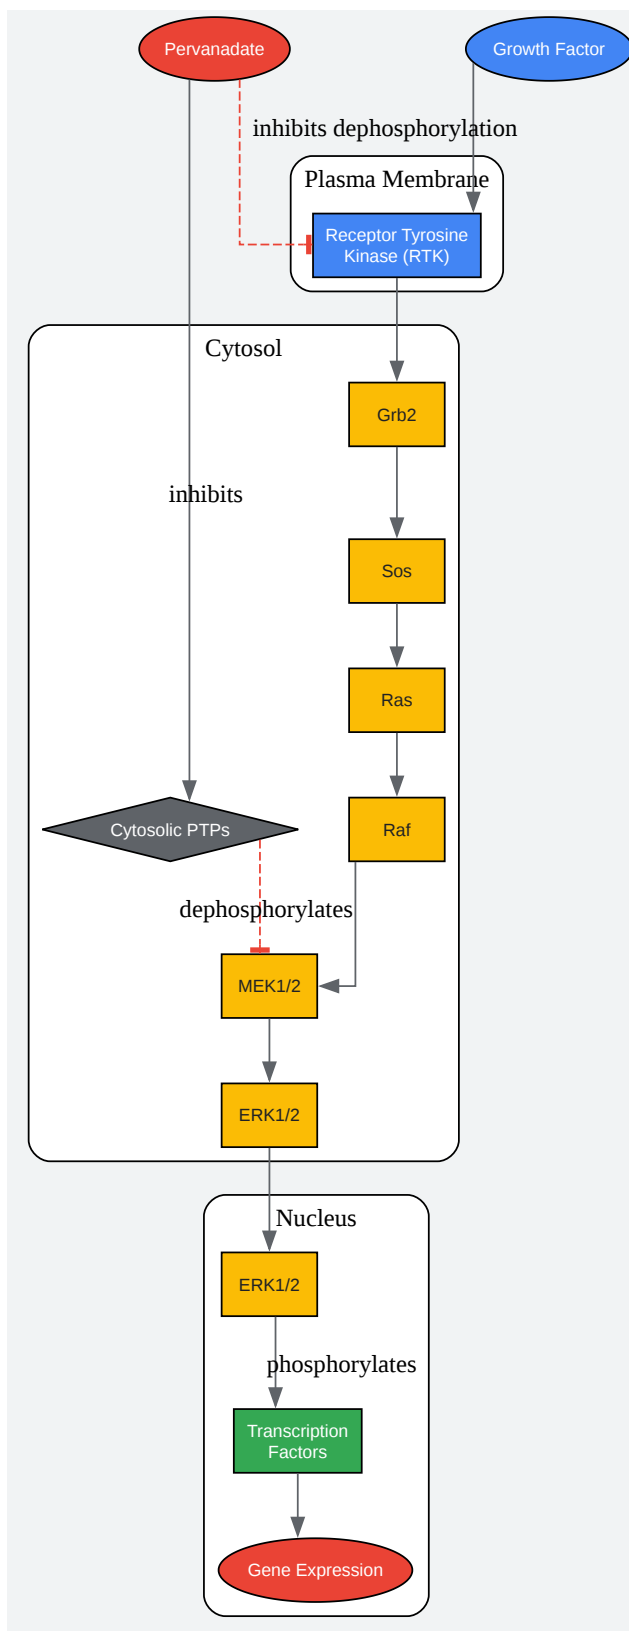 Pervanadate
Growth Factor
inhibits dephosphorylation
Plasma Membrane
Receptor Tyrosine
Kinase (RTK)
Cytosol
Grb2
inhibits
Sos
Ras
Cytosolic PTPs
Raf
dephosphorylates
MEK1/2
ERK1/2
Nucleus
ERK1/2
phosphorylates
Transcription
Factors
Gene Expression